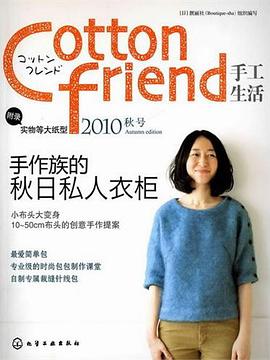 [日] 靓丽社 (Boutique-sha) 组织编写
Cotton
コットン
フレンド
friend
手工
生活
附录
实物等大纸型
2010 秋号
Autumn edition
手作族的
秋日私人衣柜
小布头大变身
10~50cm布头的创意手作提案
最爱简单包
专业级的时尚包包制作课堂
自制专属裁缝针线包
化学工业出版社